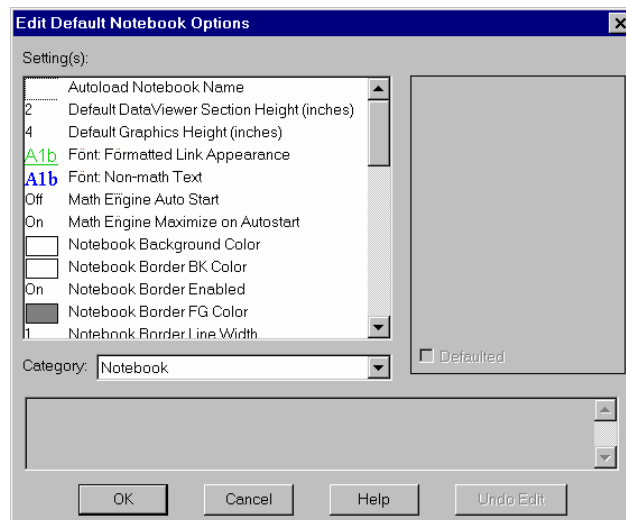 Edit Default Notebook Options
Setting(s):
Autoload Notebook Name
2 Default DataViewer Section Height (inches)
4 Default Graphics Height (inches)
A1b Font: Formatted Link Appearance
A1b Font: Non-math Text
Off Math Engine Auto Start
On Math Engine Maximize on Autostart
Notebook Background Color
Notebook Border BK Color
On Notebook Border Enabled
Notebook Border FG Color
1 Notebook Border Line Width
Category: Notebook
Defaulted
OK Cancel Help Undo Edit